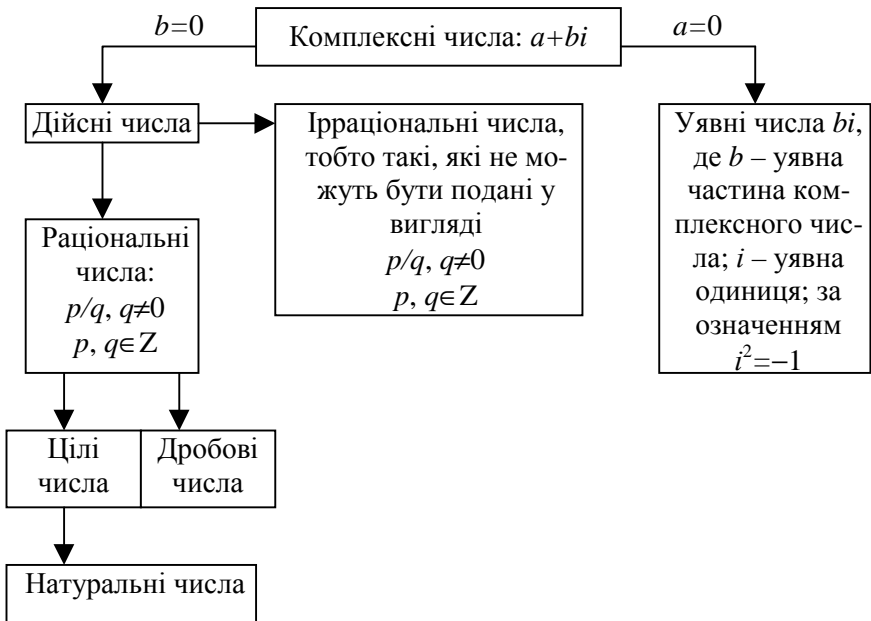 b=0
Комплексні числа: a+bi
a=0
Дійсні числа
Ірраціональні числа,
тобто такі, які не мо-
жуть бути подані у
вигляді
p/q, q≠0
p, q∈Z
Уявні числа bi,
де b – уявна
частина ком-
плексного чис-
ла; i – уявна
одиниця; за
означенням
i²=−1
Раціональні
числа:
p/q, q≠0
p, q∈Z
Цілі
числа
Дробові
числа
Натуральні числа